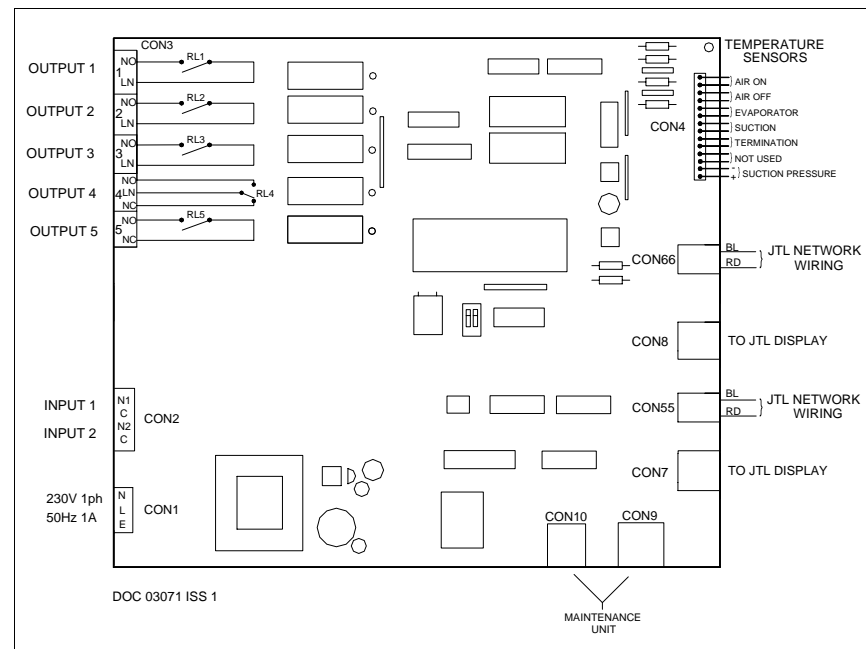 CON3
OUTPUT 1
1
NO
LN
RL1
OUTPUT 2
2
NO
LN
RL2
OUTPUT 3
3
NO
LN
RL3
OUTPUT 4
4
NO
LN
NC
RL4
OUTPUT 5
5
NO
NC
RL5
TEMPERATURE
SENSORS
CON4
AIR ON
AIR OFF
EVAPORATOR
SUCTION
TERMINATION
NOT USED
- +
SUCTION PRESSURE
CON66
BL
RD
JTL NETWORK
WIRING
CON8
TO JTL DISPLAY
CON55
BL
RD
JTL NETWORK
WIRING
CON7
TO JTL DISPLAY
INPUT 1
INPUT 2
N1
C
N2
C
CON2
230V 1ph
50Hz 1A
N
L
E
CON1
CON10
CON9
MAINTENANCE
UNIT
DOC 03071 ISS 1